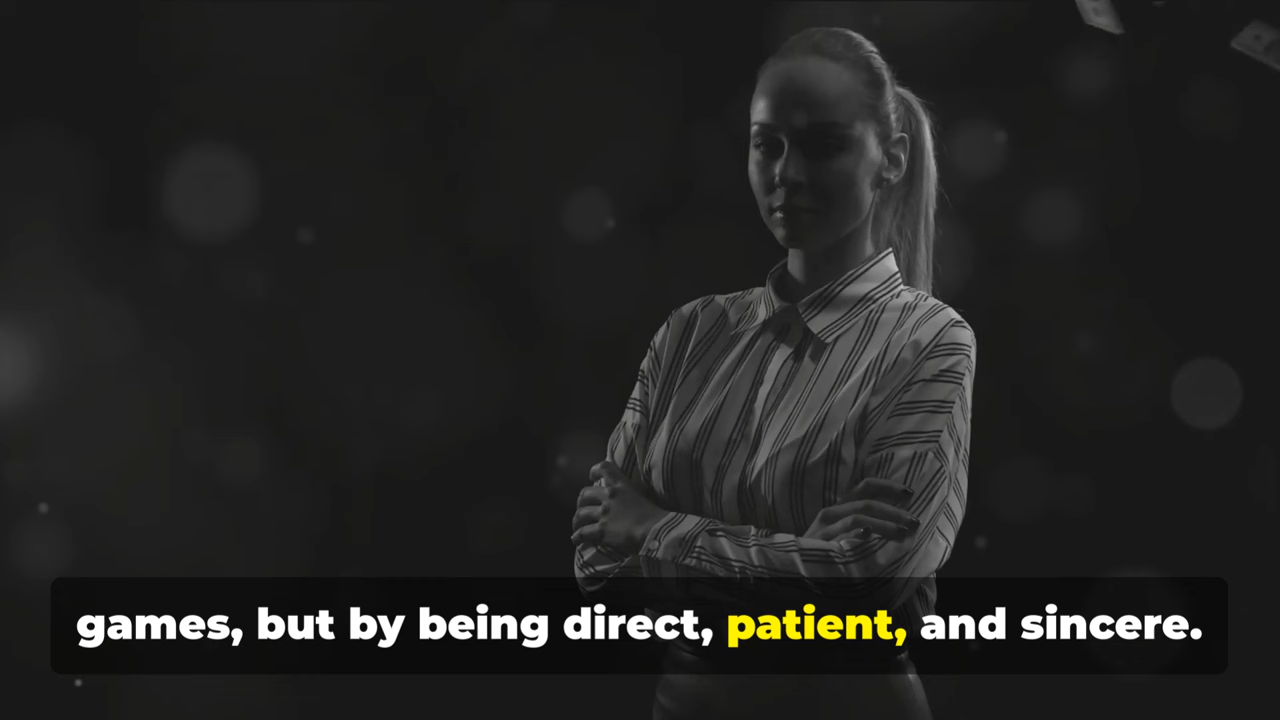 games, but by being direct, patient, and sincere.